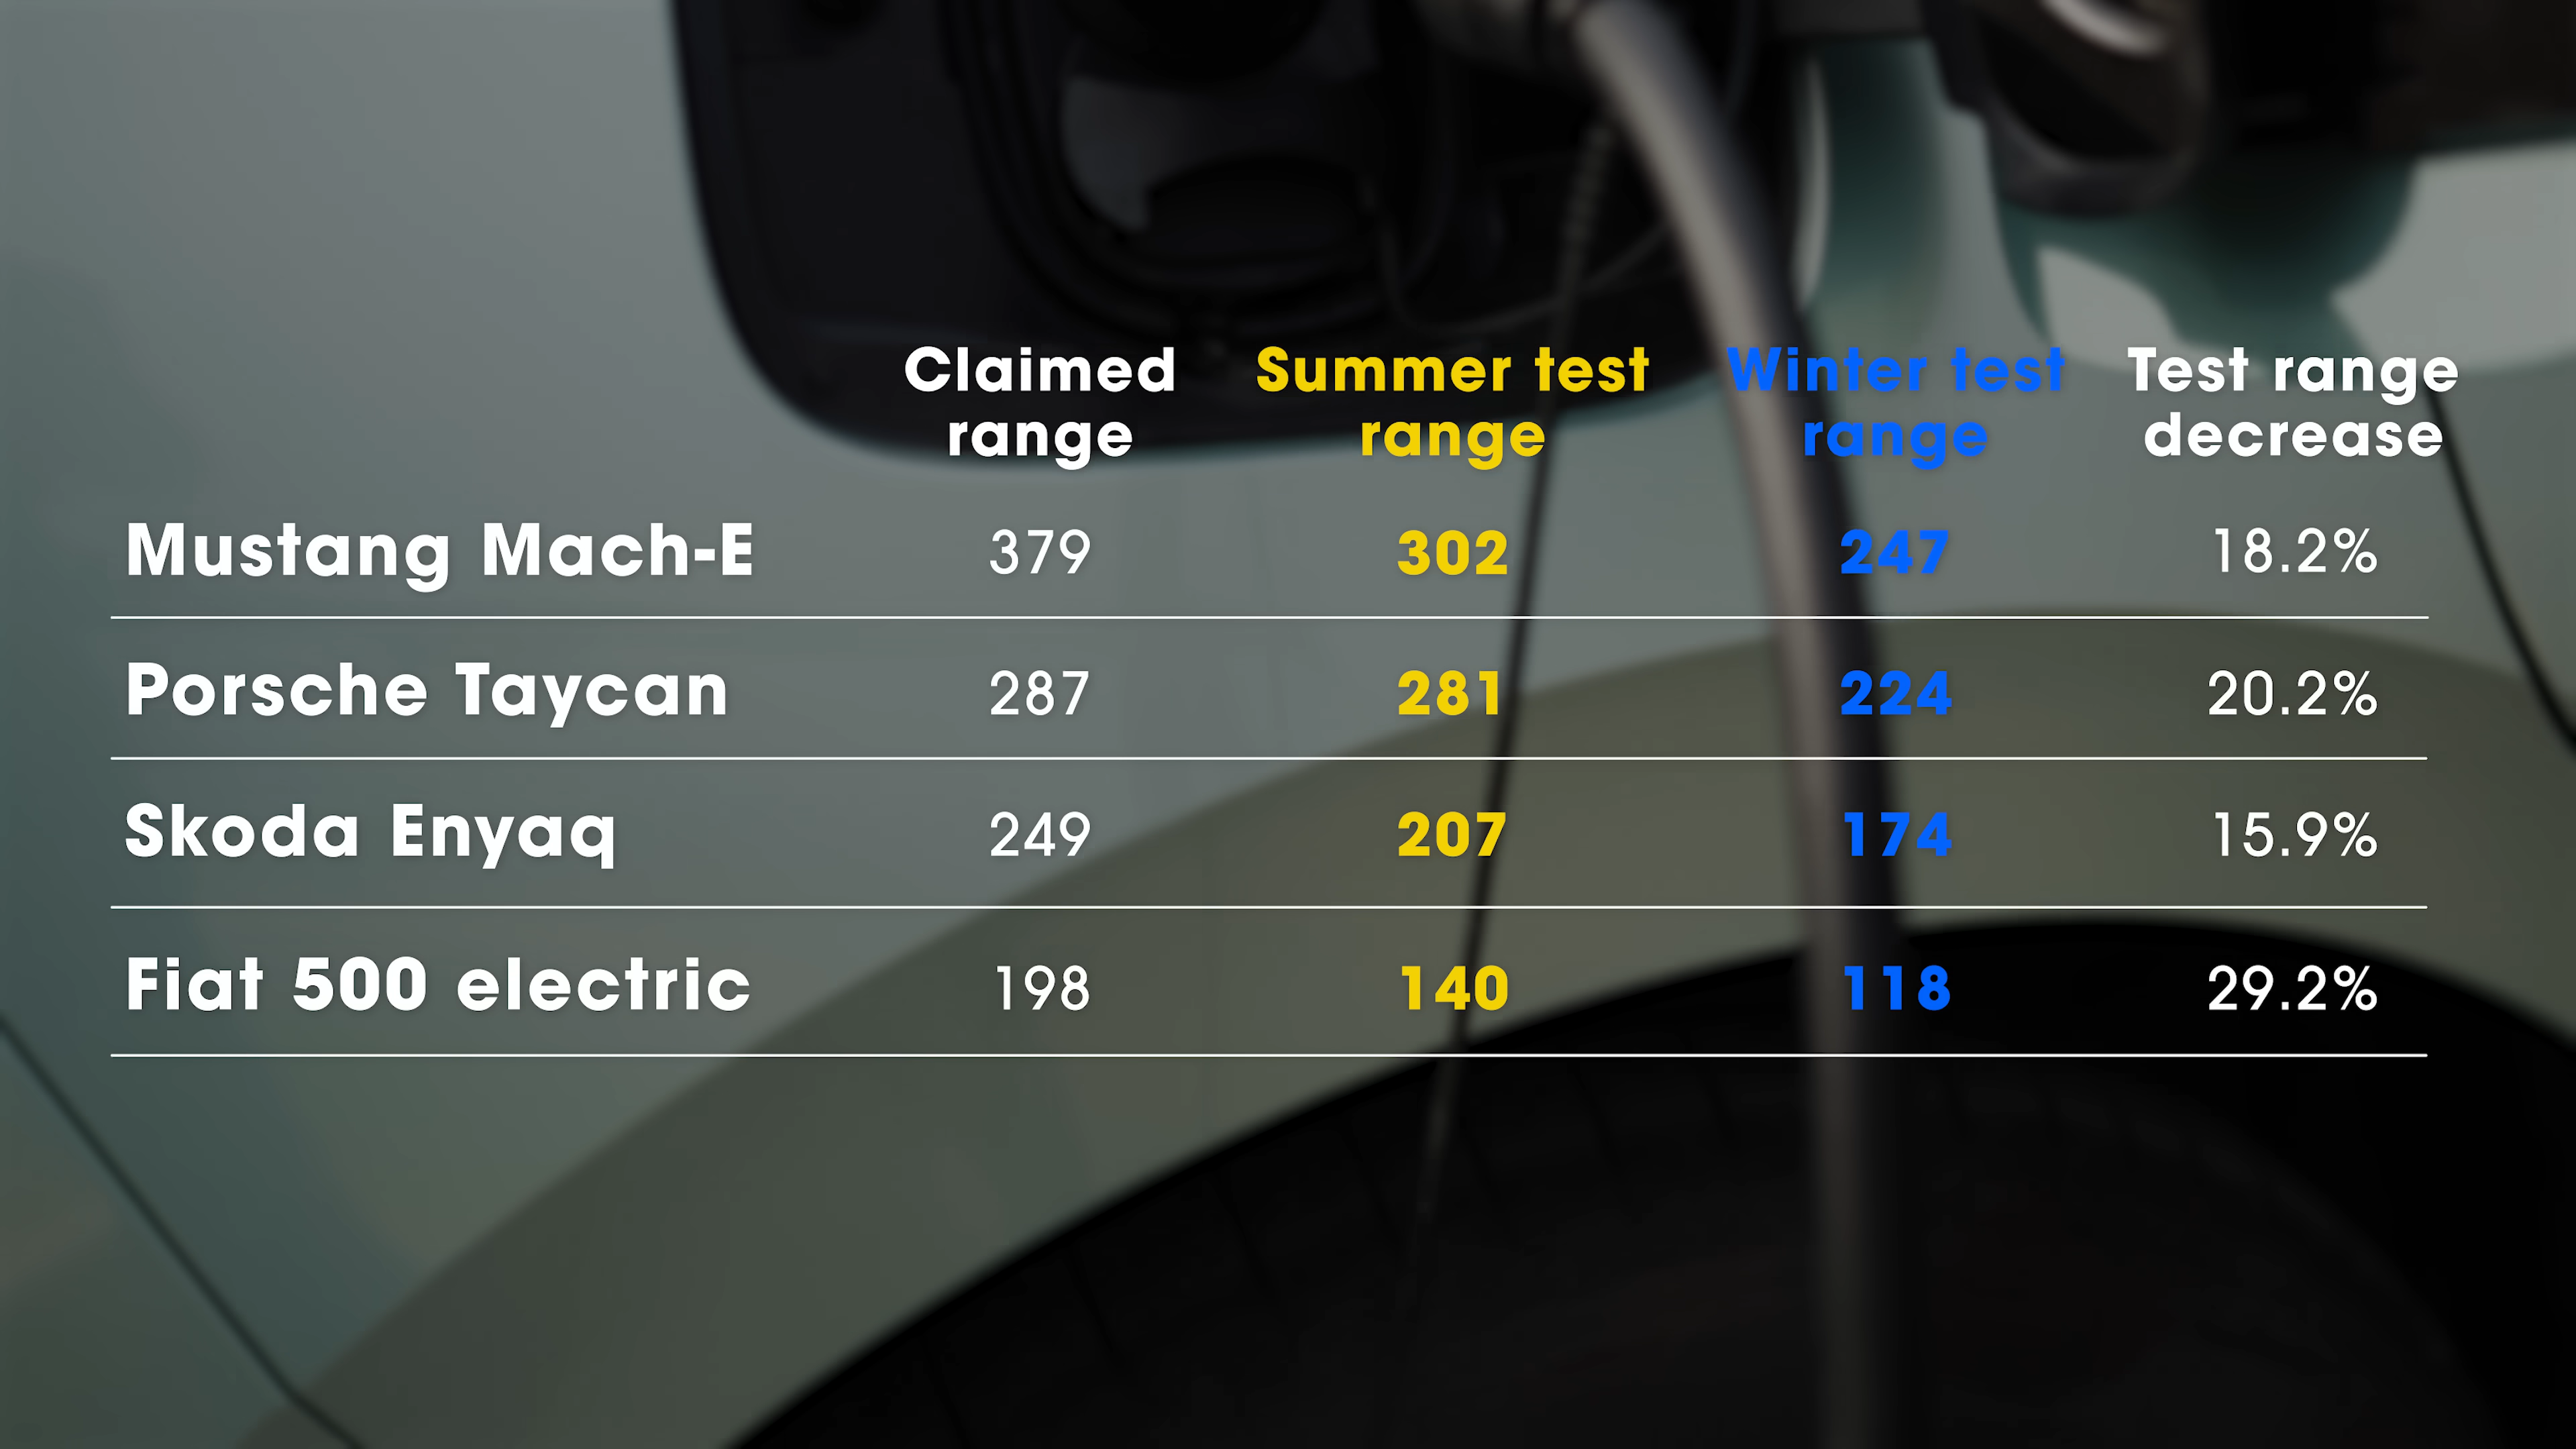 Claimed range
Summer test range
Winter test range
Test range decrease
Mustang Mach-E 379 302 247 18.2%
Porsche Taycan 287 281 224 20.2%
Skoda Enyaq 249 207 174 15.9%
Fiat 500 electric 198 140 118 29.2%